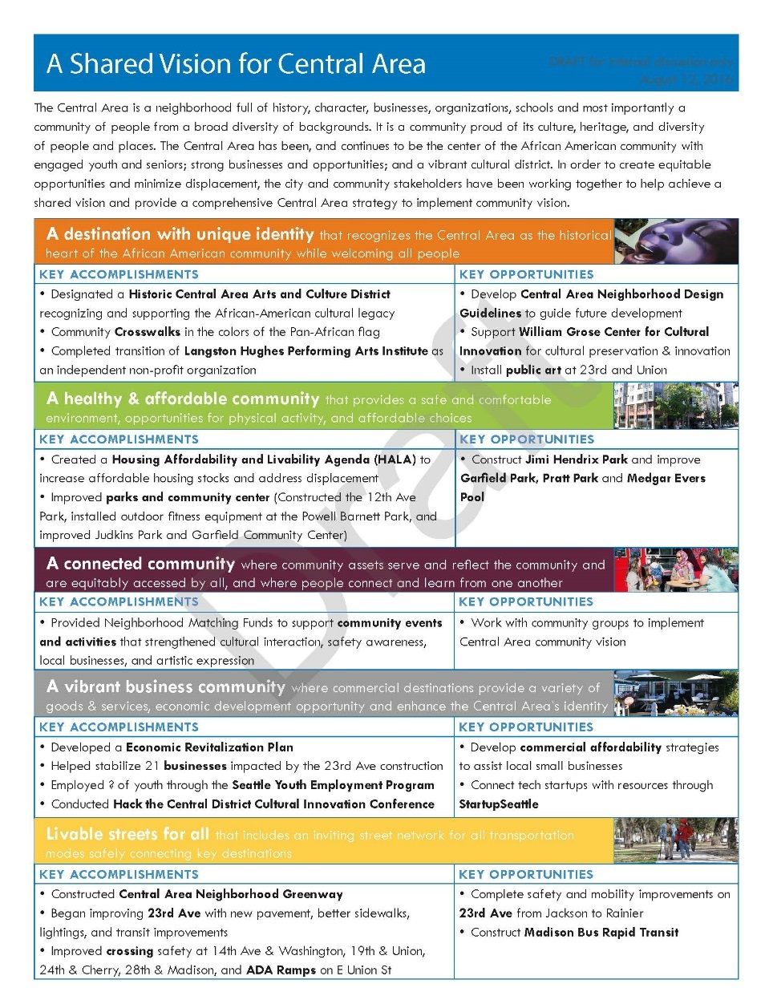 A Shared Vision for Central Area
DRAFT for internal discussion only
August 12, 2016
The Central Area is a neighborhood full of history, character, businesses, organizations, schools and most importantly a
community of people from a broad diversity of backgrounds. It is a community proud of its culture, heritage, and diversity
of people and places. The Central Area has been, and continues to be the center of the African American community with
engaged youth and seniors; strong businesses and opportunities; and a vibrant cultural district. In order to create equitable
opportunities and minimize displacement, the city and community stakeholders have been working together to help achieve a
shared vision and provide a comprehensive Central Area strategy to implement community vision.
A destination with unique identity that recognizes the Central Area as the historical
heart of the African American community while welcoming all people
KEY ACCOMPLISHMENTS
• Designated a Historic Central Area Arts and Culture District
recognizing and supporting the African-American cultural legacy
• Community Crosswalks in the colors of the Pan-African flag
• Completed transition of Langston Hughes Performing Arts Institute as
an independent non-profit organization
KEY OPPORTUNITIES
• Develop Central Area Neighborhood Design
Guidelines to guide future development
• Support William Grose Center for Cultural
Innovation for cultural preservation & innovation
• Install public art at 23rd and Union
A healthy & affordable community that provides a safe and comfortable
environment, opportunities for physical activity, and affordable choices
KEY ACCOMPLISHMENTS
• Created a Housing Affordability and Livability Agenda (HALA) to
increase affordable housing stocks and address displacement
• Improved parks and community center (Constructed the 12th Ave
Park, installed outdoor fitness equipment at the Powell Barnett Park, and
improved Judkins Park and Garfield Community Center)
KEY OPPORTUNITIES
• Construct Jimi Hendrix Park and improve
Garfield Park, Pratt Park and Medgar Evers
Pool
A connected community where community assets serve and reflect the community and
are equitably accessed by all, and where people connect and learn from one another
KEY ACCOMPLISHMENTS
• Provided Neighborhood Matching Funds to support community events
and activities that strengthened cultural interaction, safety awareness,
local businesses, and artistic expression
KEY OPPORTUNITIES
• Work with community groups to implement
Central Area community vision
A vibrant business community where commercial destinations provide a variety of
goods & services, economic development opportunity and enhance the Central Area's identity
KEY ACCOMPLISHMENTS
• Developed a Economic Revitalization Plan
• Helped stabilize 21 businesses impacted by the 23rd Ave construction
• Employed ? of youth through the Seattle Youth Employment Program
• Conducted Hack the Central District Cultural Innovation Conference
KEY OPPORTUNITIES
• Develop commercial affordability strategies
to assist local small businesses
• Connect tech startups with resources through
StartupSeattle
Livable streets for all that includes an inviting street network for all transportation
modes safely connecting key destinations
KEY ACCOMPLISHMENTS
• Constructed Central Area Neighborhood Greenway
• Began improving 23rd Ave with new pavement, better sidewalks,
lightings, and transit improvements
• Improved crossing safety at 14th Ave & Washington, 19th & Union,
24th & Cherry, 28th & Madison, and ADA Ramps on E Union St
KEY OPPORTUNITIES
• Complete safety and mobility improvements on
23rd Ave from Jackson to Rainier
• Construct Madison Bus Rapid Transit
Draft